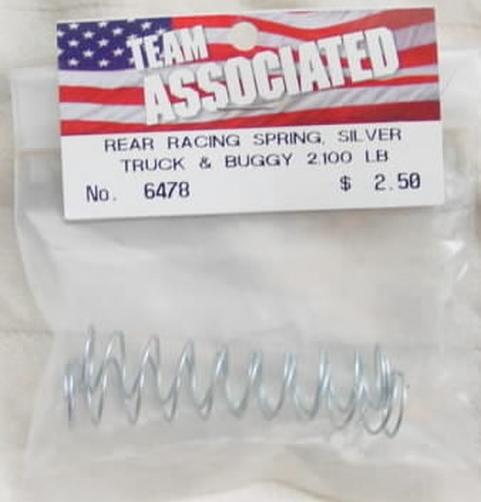 TEAM
ASSOCIATED
REAR RACING SPRING, SILVER
TRUCK & BUGGY 2.100 LB
No. 6478 $ 2.50